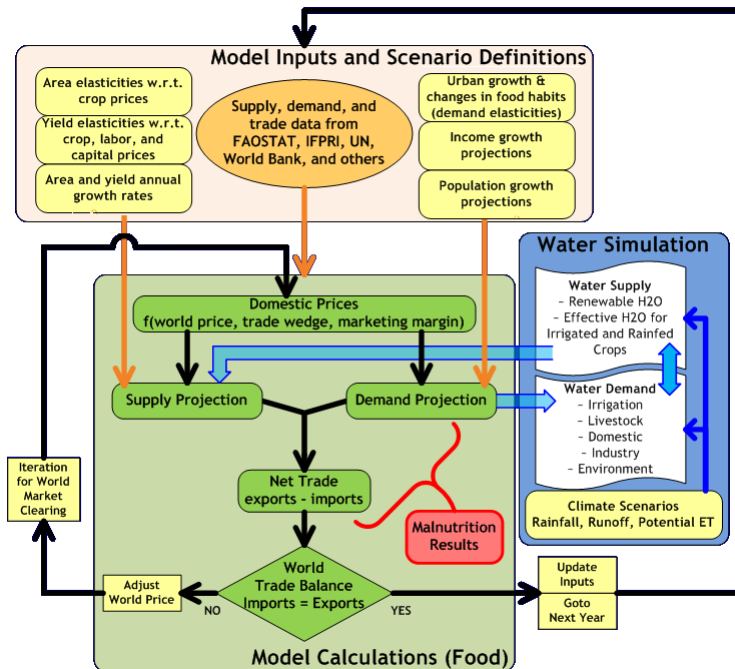 Model Inputs and Scenario Definitions
Area elasticities w.r.t.
crop prices
Yield elasticities w.r.t.
crop, labor, and
capital prices
Area and yield annual
growth rates
Supply, demand, and
trade data from
FAOSTAT, IFPRI, UN,
World Bank, and others
Urban growth &
changes in food habits
(demand elasticities)
Income growth
projections
Population growth
projections
Water Simulation
Water Supply
– Renewable H2O
– Effective H2O for
Irrigated and Rainfed
Crops
Water Demand
– Irrigation
– Livestock
– Domestic
– Industry
– Environment
Climate Scenarios
Rainfall, Runoff, Potential ET
Domestic Prices
f(world price, trade wedge, marketing margin)
Supply Projection
Demand Projection
Net Trade
exports – imports
Malnutrition
Results
World
Trade Balance
Imports = Exports
NO
YES
Iteration
for World
Market
Clearing
Adjust
World Price
Update
Inputs
Goto
Next Year
Model Calculations (Food)